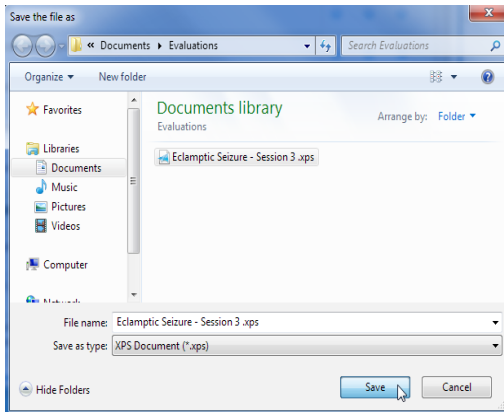 Save the file as
« Documents Evaluations
Search Evaluations
Organize
New folder
Favorites
Libraries
Documents
Music
Pictures
Videos
Computer
Network
Documents library
Evaluations
Arrange by: Folder
Eclamptic Seizure - Session 3 .xps
File name: Eclamptic Seizure - Session 3 .xps
Save as type: XPS Document (*.xps)
Hide Folders
Save
Cancel